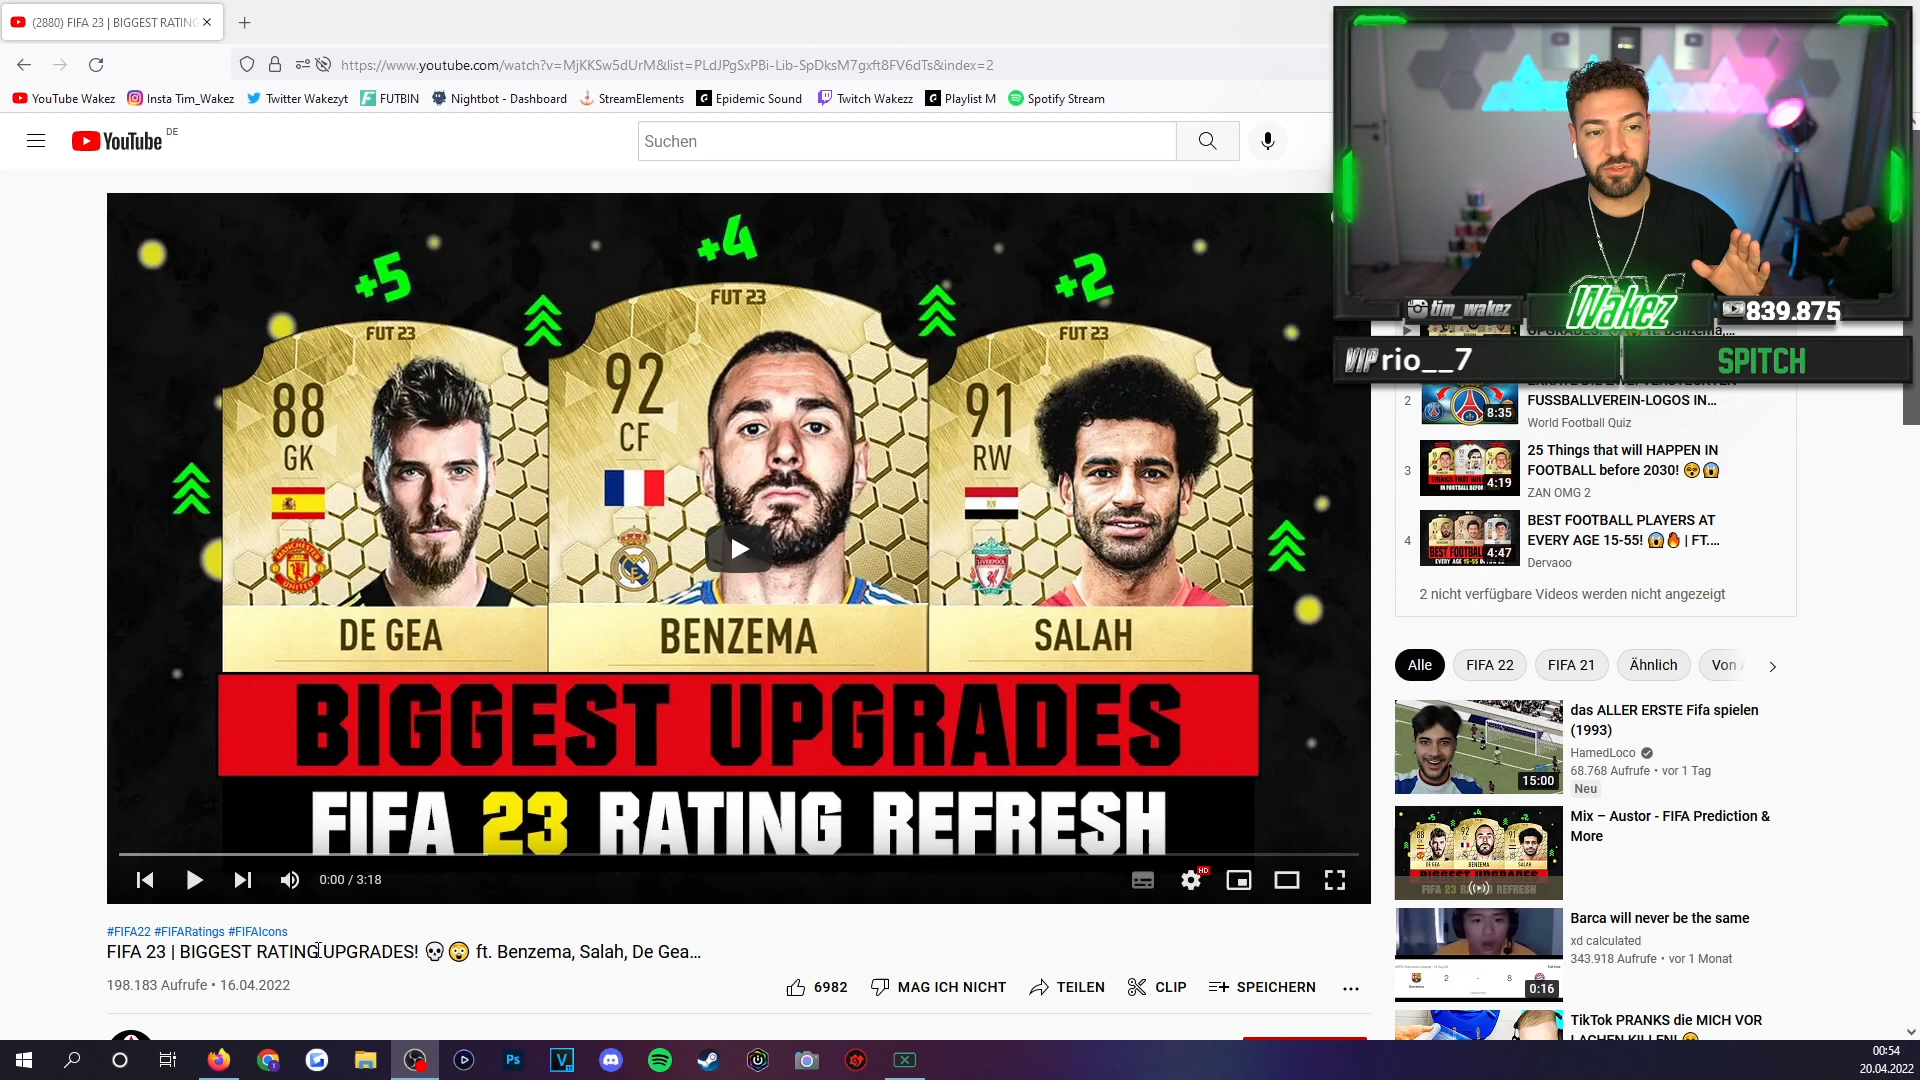 (2880) FIFA 23 | BIGGEST RATING
https://www.youtube.com/watch?v=MjKKSw5dUrM&list=PLdJPgSxPBi-Lib-SpDksM7gxft8FV6dTs&index=2
YouTube Wakez
Insta Tim_Wakez
Twitter Wakezyt
FUTBIN
Nightbot - Dashboard
StreamElements
Epidemic Sound
Twitch Wakezz
Playlist M
Spotify Stream
YouTube DE
Suchen
+5
+4
+2
FUT 23
88
GK
DE GEA
FUT 23
92
CF
BENZEMA
FUT 23
91
RW
SALAH
BIGGEST UPGRADES
FIFA 23 RATING REFRESH
0:00 / 3:18
HD
#FIFA22 #FIFARatings #FIFAIcons
FIFA 23 | BIGGEST RATING UPGRADES! 💀😲 ft. Benzema, Salah, De Gea…
198.183 Aufrufe • 16.04.2022
6982
MAG ICH NICHT
TEILEN
CLIP
SPEICHERN
tim_wakez
Wakez
839.875
VIP rio__7
SPITCH
2
8:35
FUSSBALLVEREIN-LOGOS IN…
World Football Quiz
3
4:19
25 Things that will HAPPEN IN
FOOTBALL before 2030! 😲😱
ZAN OMG 2
4
4:47
BEST FOOTBALL PLAYERS AT
EVERY AGE 15-55! 😱🔥 | FT.…
Dervaoo
2 nicht verfügbare Videos werden nicht angezeigt
Alle
FIFA 22
FIFA 21
Ähnlich
Von
15:00
das ALLER ERSTE Fifa spielen
(1993)
HamedLoco
68.768 Aufrufe • vor 1 Tag
Neu
Mix – Austor - FIFA Prediction &
More
Barca will never be the same
xd calculated
343.918 Aufrufe • vor 1 Monat
0:16
TikTok PRANKS die MICH VOR
LACHEN KILLEN!
00:54
20.04.2022